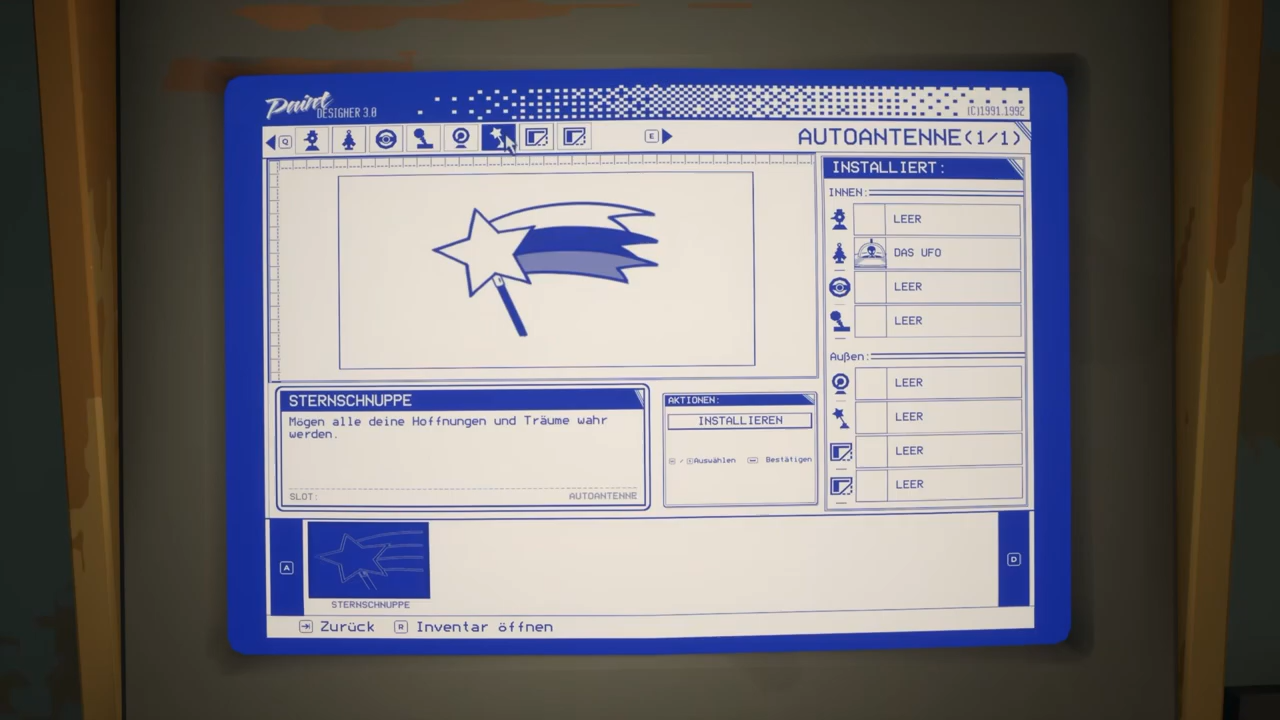 Paint
DESIGNER 3.0
(C)1991.1992
Q
E
AUTOANTENNE(1/1)
INSTALLIERT:
INNEN:
LEER
DAS UFO
LEER
LEER
Außen:
LEER
LEER
LEER
LEER
STERNSCHNUPPE
Mögen alle deine Hoffnungen und Träume wahr
werden.
SLOT:
AUTOANTENNE
AKTIONEN:
INSTALLIEREN
Auswählen
Bestätigen
A
STERNSCHNUPPE
D
Zurück
R
Inventar öffnen